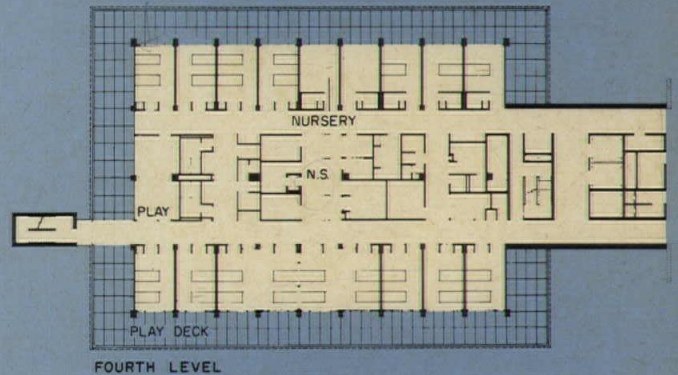 NURSERY
N.S.
PLAY
PLAY DECK
FOURTH LEVEL